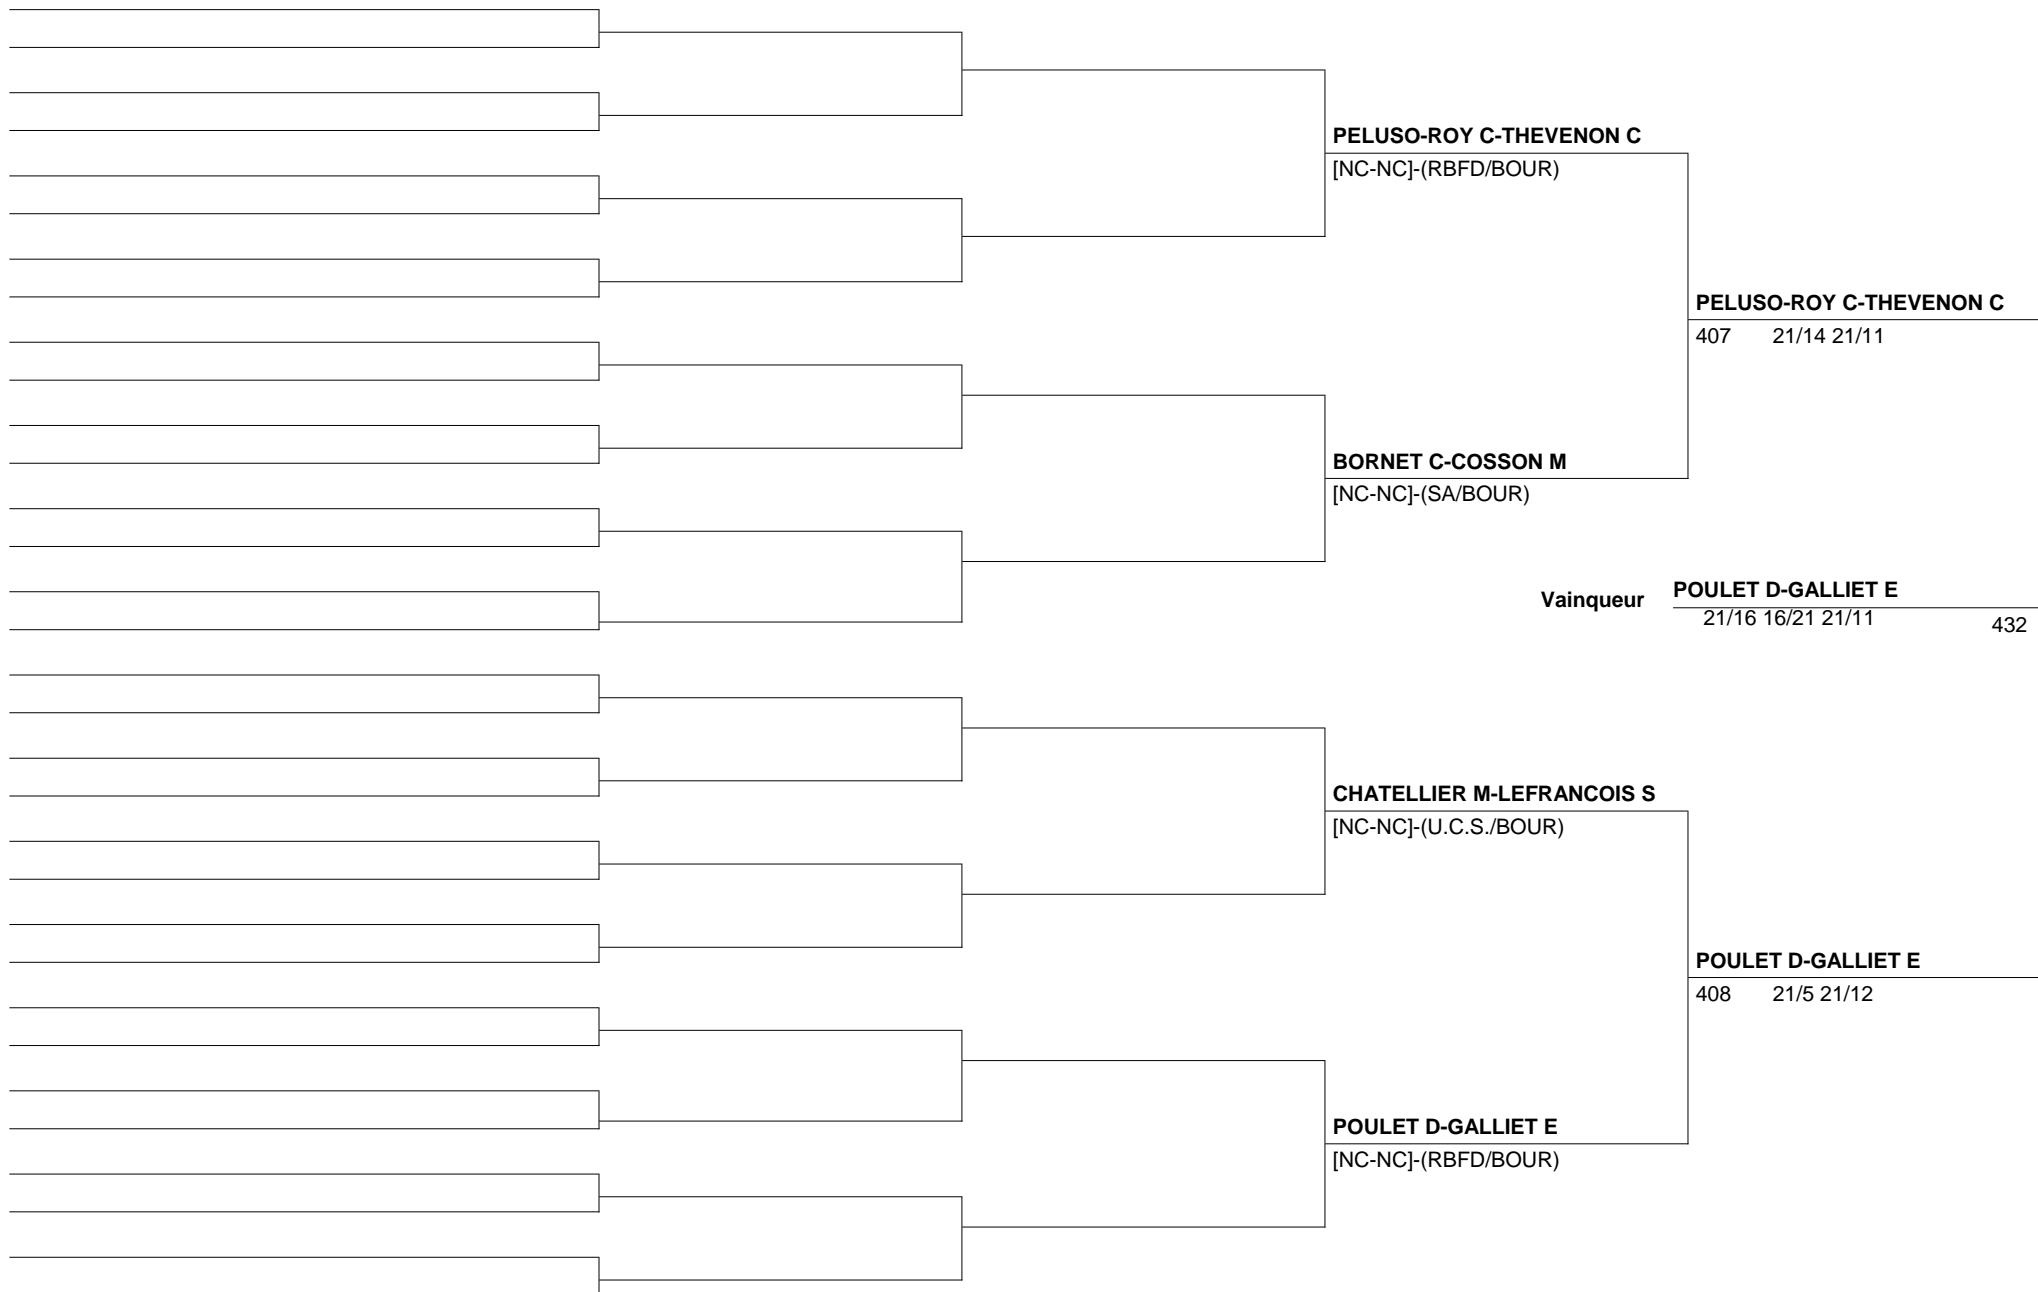 PELUSO-ROY C-THEVENON C
[NC-NC]-(RBFD/BOUR)
PELUSO-ROY C-THEVENON C
407 21/14 21/11
BORNET C-COSSON M
[NC-NC]-(SA/BOUR)
Vainqueur POULET D-GALLIET E
21/16 16/21 21/11 432
CHATELLIER M-LEFRANCOIS S
[NC-NC]-(U.C.S./BOUR)
POULET D-GALLIET E
408 21/5 21/12
POULET D-GALLIET E
[NC-NC]-(RBFD/BOUR)